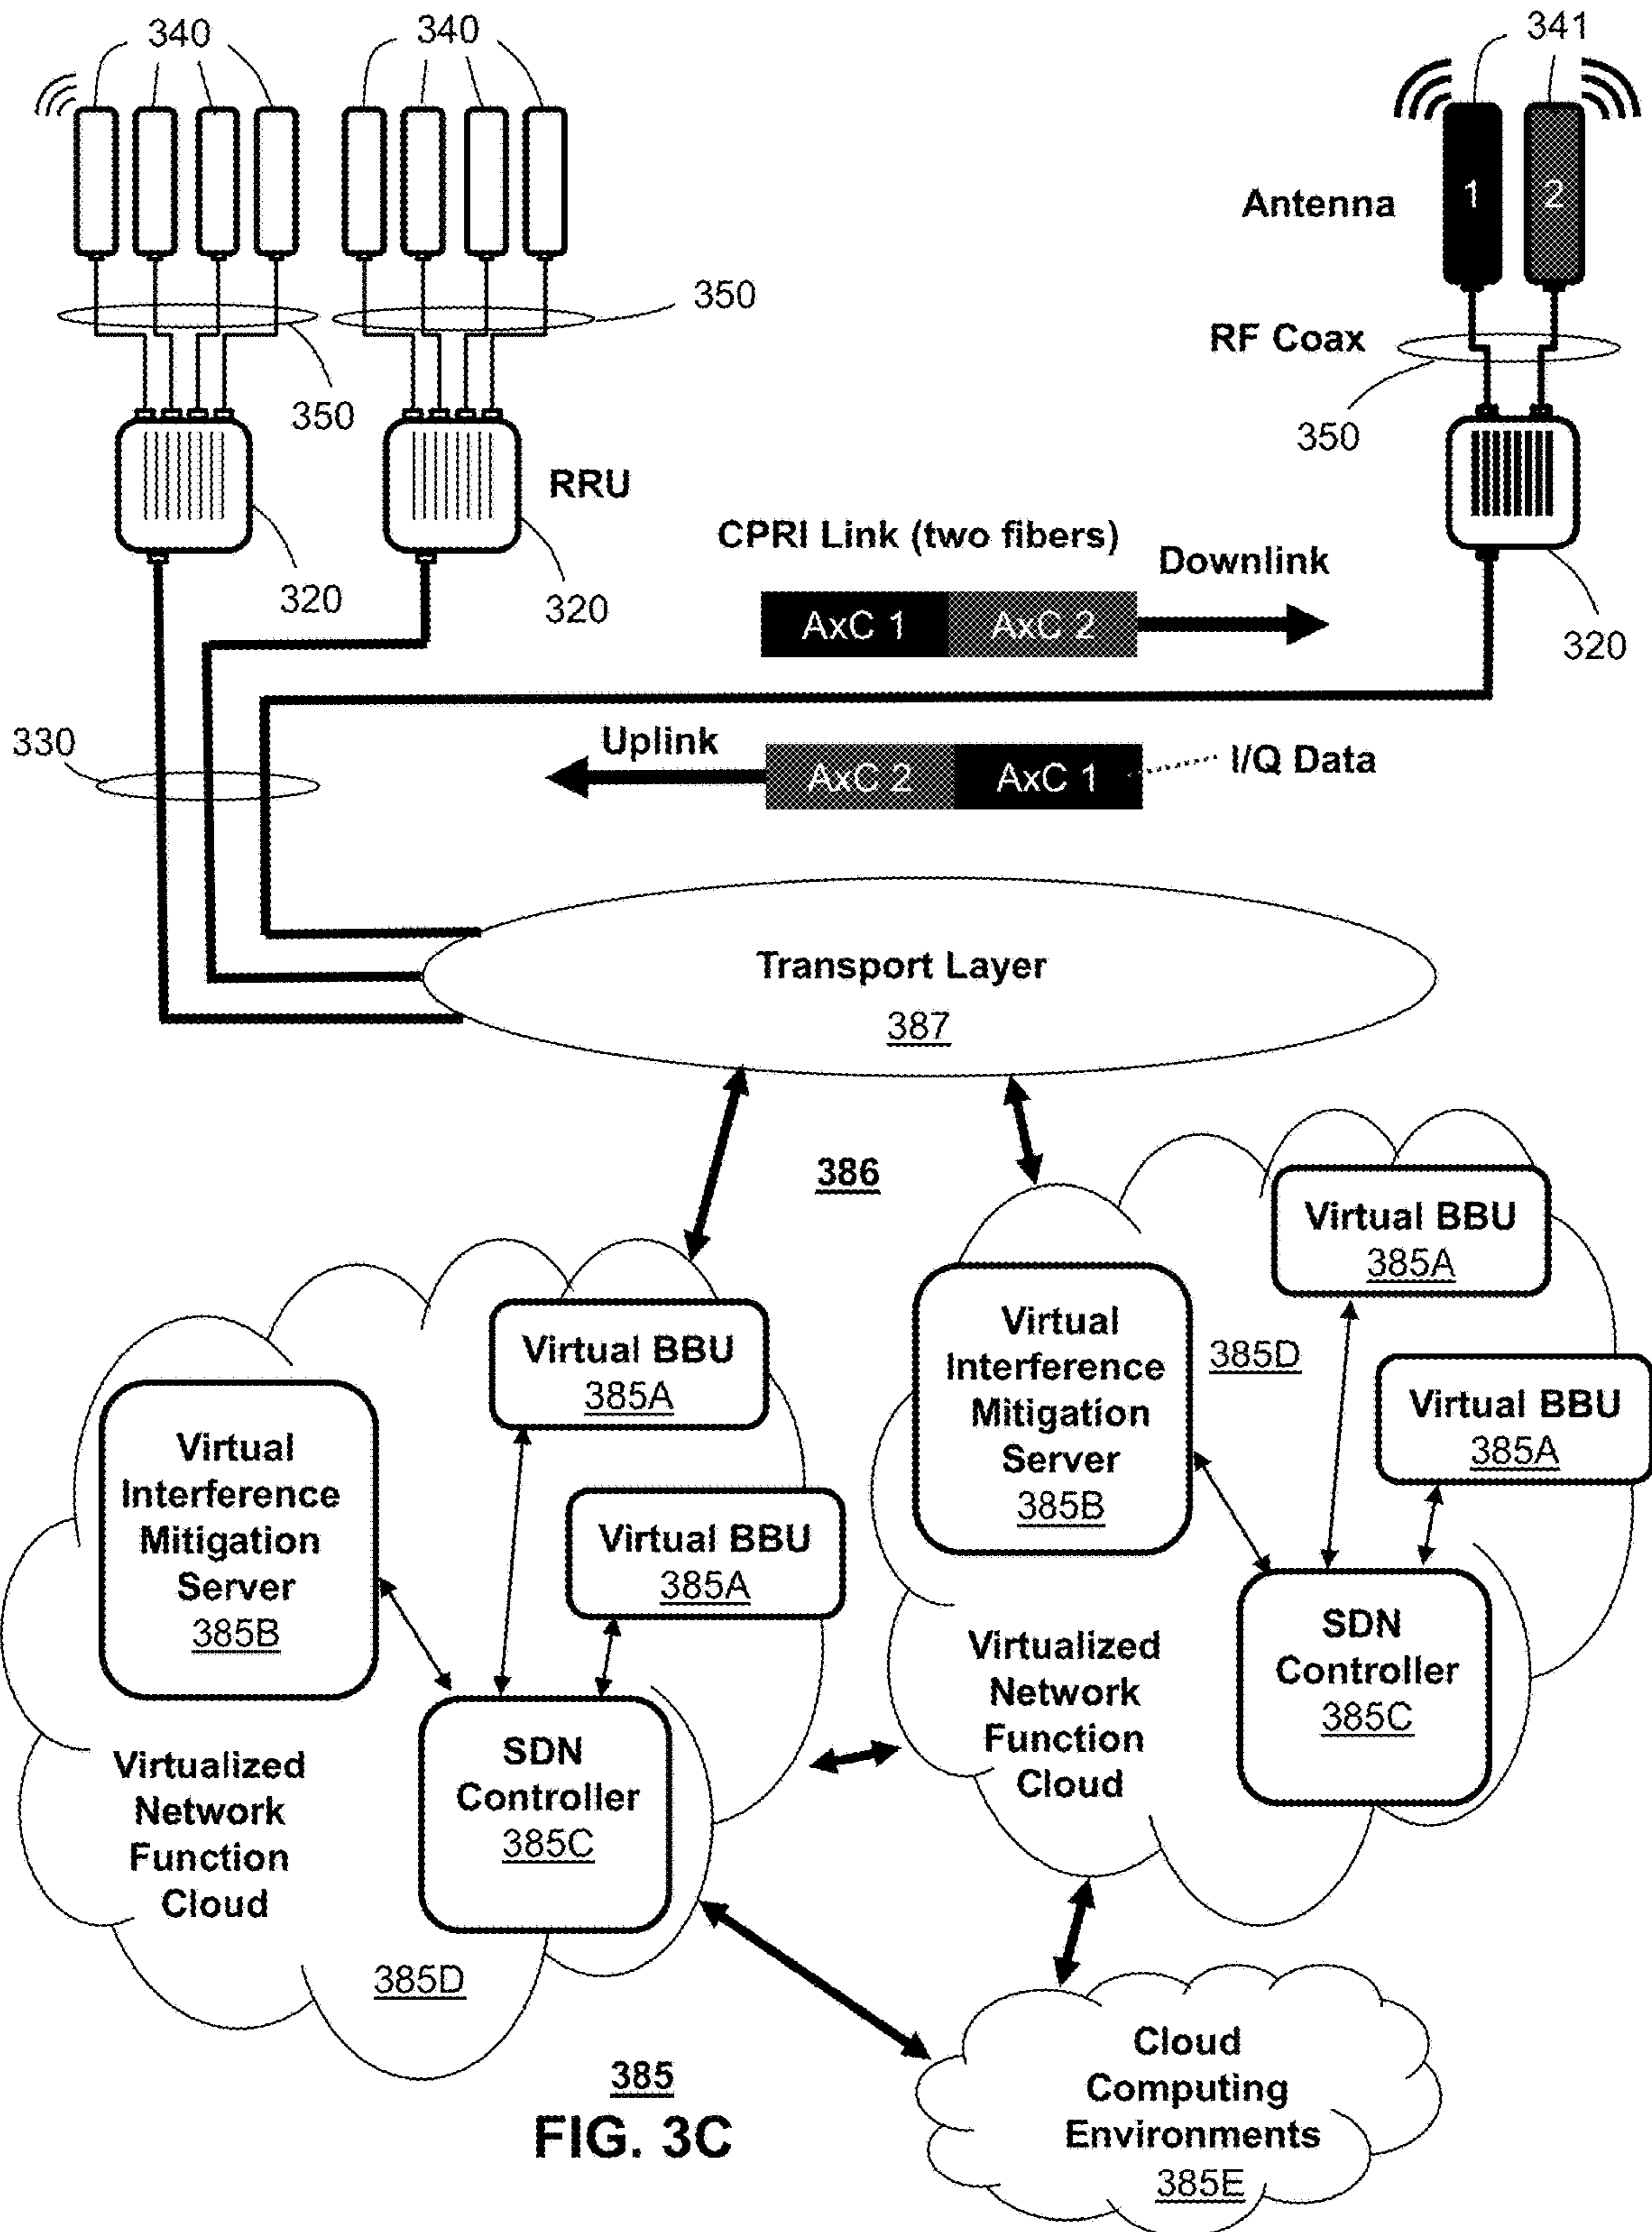 340
340
341
1
2
Antenna
350
RF Coax
350
350
RRU
CPRI Link (two fibers)
Downlink
320
320
AxC 1
AxC 2
320
330
Uplink
AxC 2
AxC 1
I/Q Data
Transport Layer
387
386
Virtual BBU
385A
Virtual
Interference
Mitigation
Server
385B
385D
Virtual BBU
385A
Virtual BBU
385A
Virtual
Interference
Mitigation
Server
385B
Virtual BBU
385A
SDN
Controller
385C
Virtualized
Network
Function
Cloud
Virtualized
Network
Function
Cloud
SDN
Controller
385C
385D
Cloud
Computing
Environments
385E
385
FIG. 3C